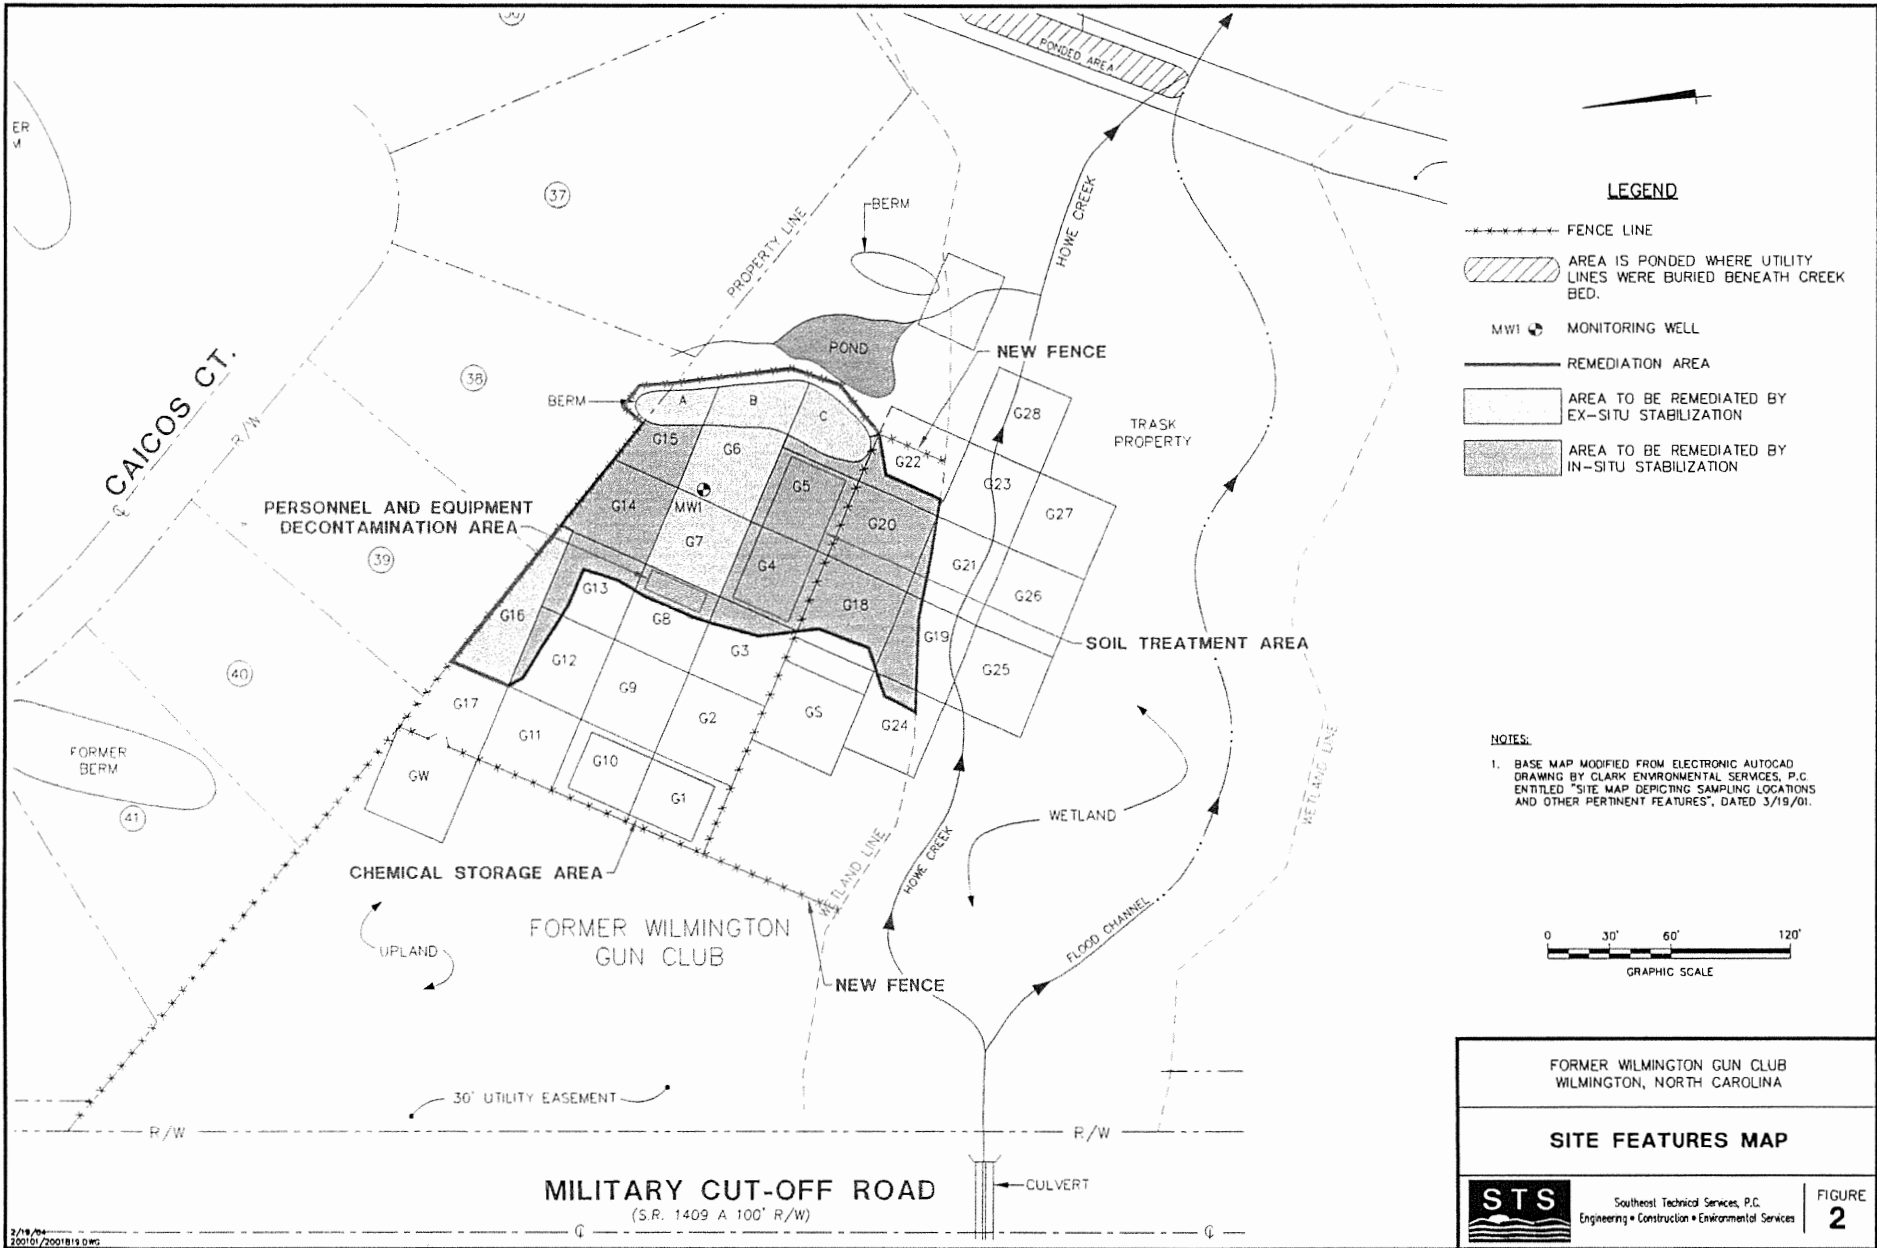 36
ER
M
PONDED AREA
37
BERM
PROPERTY LINE
HOWE CREEK
LEGEND
FENCE LINE
AREA IS PONDED WHERE UTILITY
LINES WERE BURIED BENEATH CREEK
BED.
MW1
MONITORING WELL
REMEDIATION AREA
AREA TO BE REMEDIATED BY
EX-SITU STABILIZATION
AREA TO BE REMEDIATED BY
IN-SITU STABILIZATION
CAICOS CT.
R/W
38
POND
NEW FENCE
BERM
A
B
C
G28
TRASK
PROPERTY
G15
G6
G22
G23
G27
G5
G14
MW1
G20
PERSONNEL AND EQUIPMENT
DECONTAMINATION AREA
39
G7
G4
G21
G26
G13
G16
G8
G18
G19
SOIL TREATMENT AREA
G3
G12
G9
G25
40
G17
G2
GS
G24
G11
FORMER
BERM
GW
G10
G1
41
WETLAND
WETLAND LINE
WETLAND LINE
HOWE CREEK
CHEMICAL STORAGE AREA
FORMER WILMINGTON
GUN CLUB
UPLAND
FLOOD CHANNEL
NEW FENCE
NOTES:
1. BASE MAP MODIFIED FROM ELECTRONIC AUTOCAD
DRAWING BY CLARK ENVIRONMENTAL SERVICES, P.C.
ENTITLED "SITE MAP DEPICTING SAMPLING LOCATIONS
AND OTHER PERTINENT FEATURES", DATED 3/19/01.
0 30' 60' 120'
GRAPHIC SCALE
30' UTILITY EASEMENT
R/W
R/W
MILITARY CUT-OFF ROAD
(S.R. 1409 A 100' R/W)
CULVERT
FORMER WILMINGTON GUN CLUB
WILMINGTON, NORTH CAROLINA
SITE FEATURES MAP
STS
Southeast Technical Services, P.C.
Engineering • Construction • Environmental Services
FIGURE
2
2/19/04
200101/2001B19.DWG